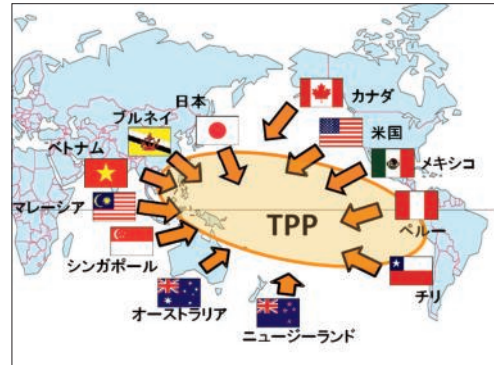 カナダ
日本
米国
ブルネイ
ベトナム
メキシコ
マレーシア
TPP
ペルー
シンガポール
チリ
オーストラリア
ニュージーランド